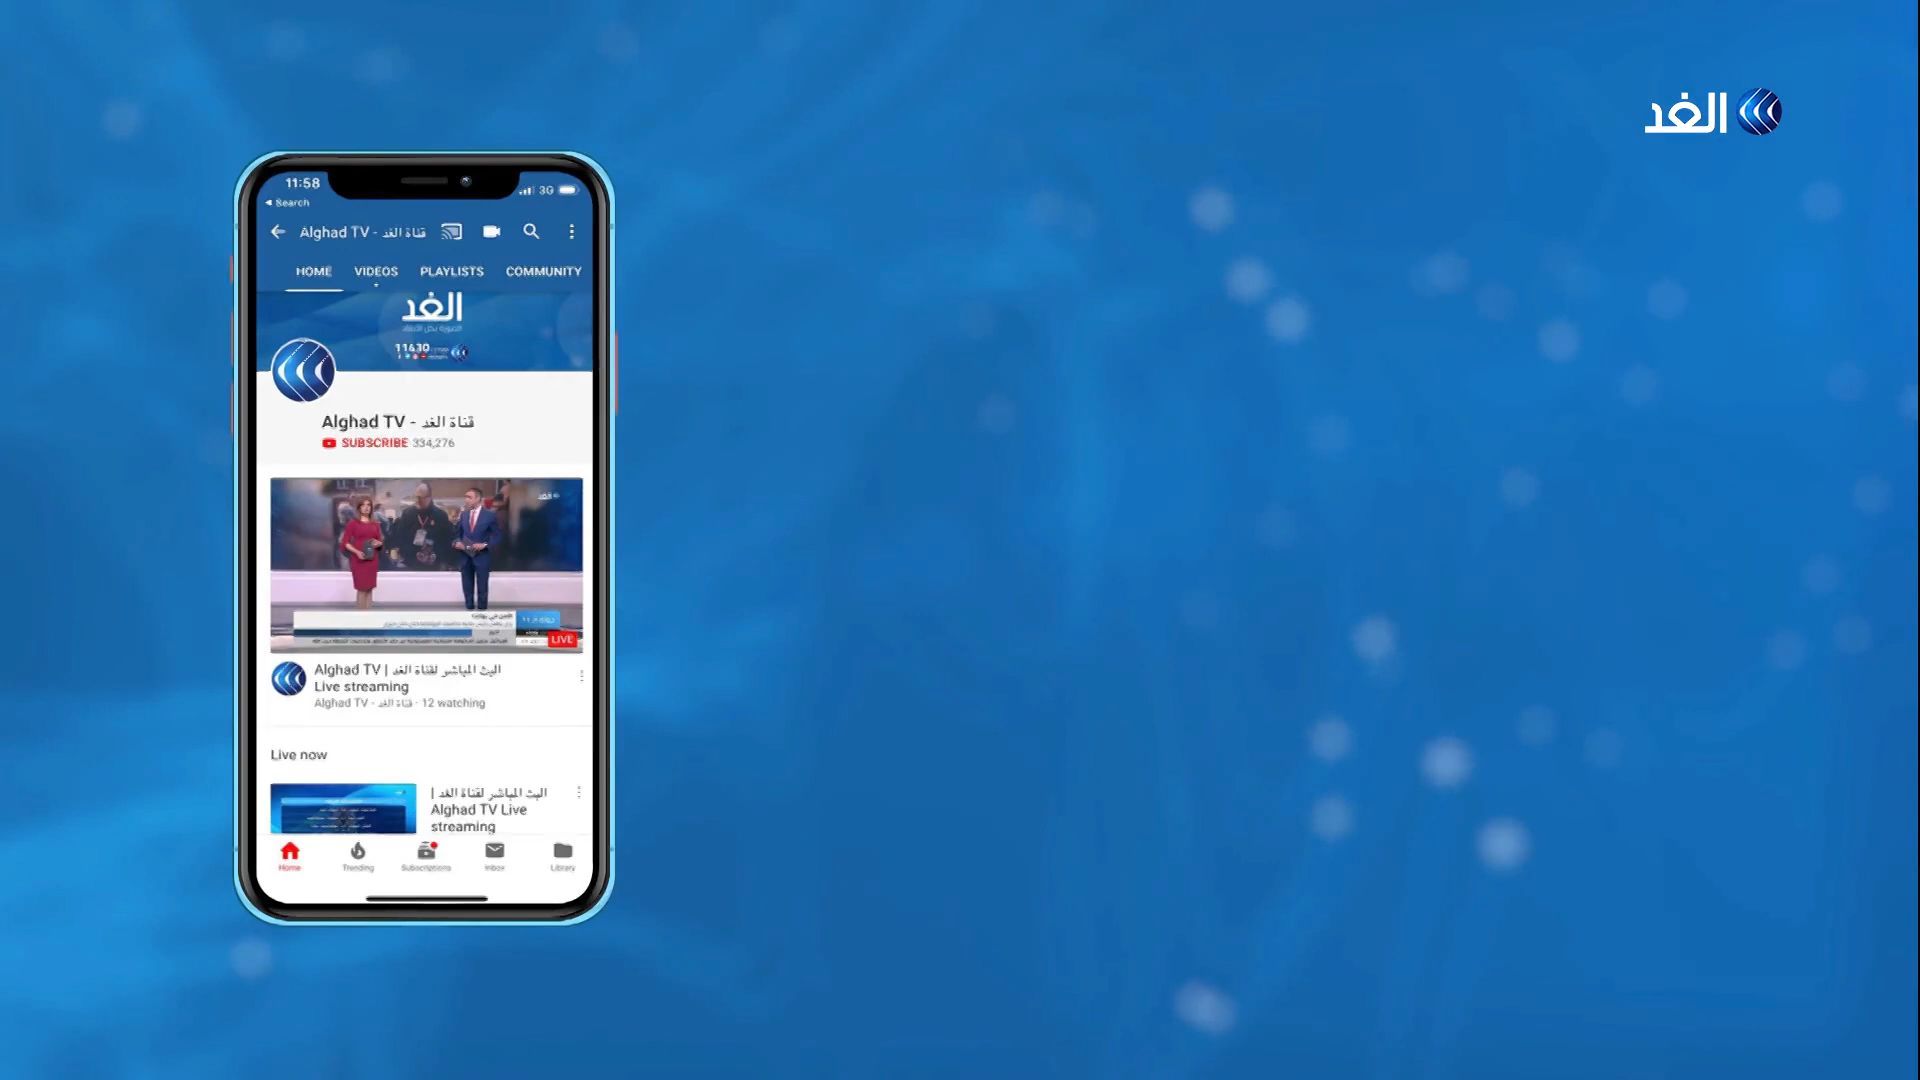 الغد
11:58
3G
Search
Alghad TV - قناة الغد
HOME VIDEOS PLAYLISTS COMMUNITY
الغد
11430
Alghad TV - قناة الغد
SUBSCRIBE 334,276
الغد
LIVE
Alghad TV | البث المباشر لقناة الغد
Live streaming
Alghad TV - قناة الغد · 12 watching
Live now
البث المباشر لقناة الغد |
Alghad TV Live
streaming
Home Trending Subscriptions Inbox Library